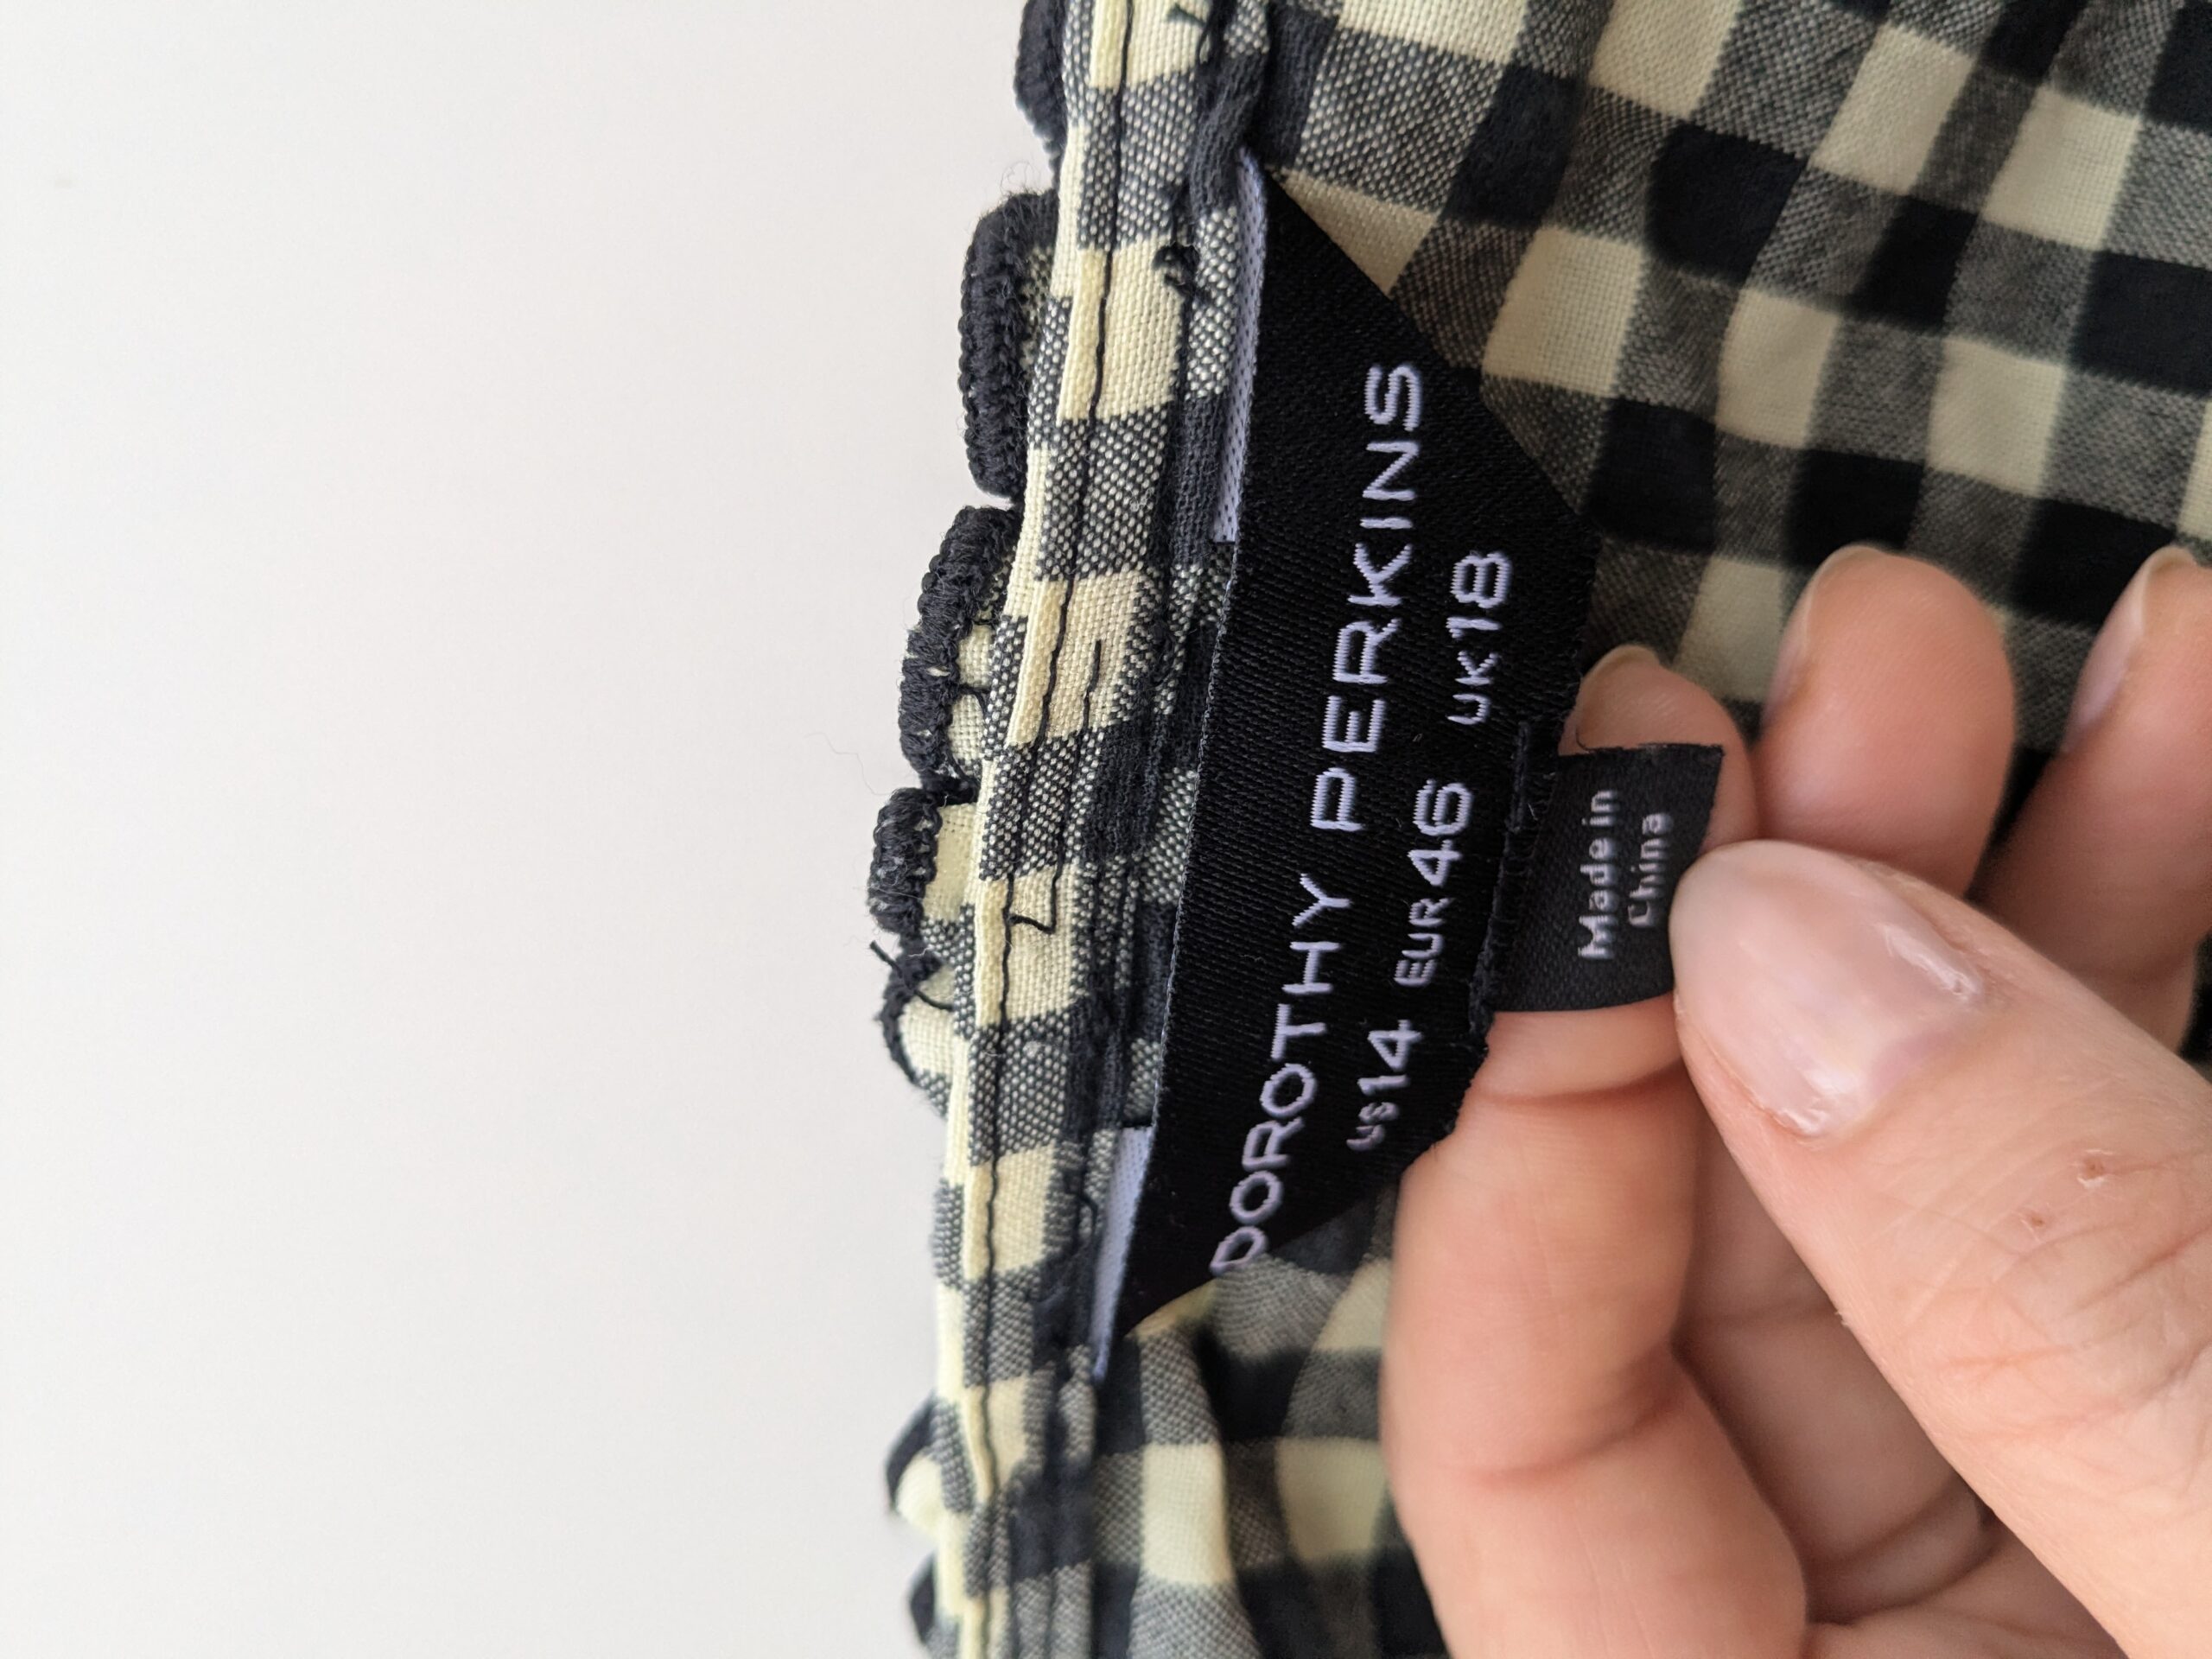 DOROTHY PERKINS
US14 EUR46 UK18
Made in
China